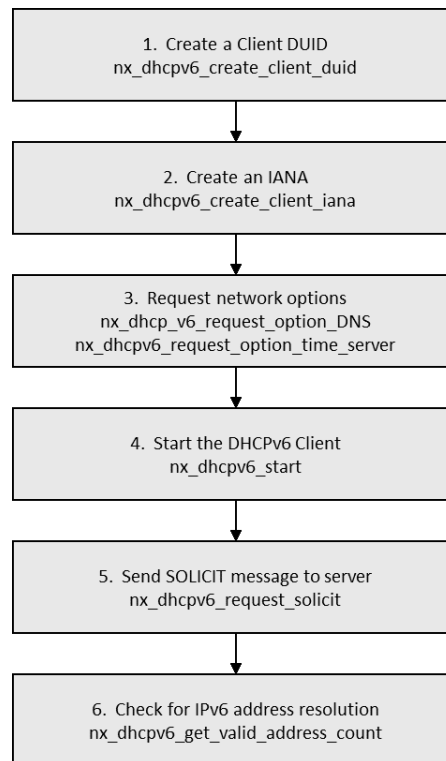 1. Create a Client DUID
nx_dhcpv6_create_client_duid
2. Create an IANA
nx_dhcpv6_create_client_iana
3. Request network options
nx_dhcp_v6_request_option_DNS
nx_dhcpv6_request_option_time_server
4. Start the DHCPv6 Client
nx_dhcpv6_start
5. Send SOLICIT message to server
nx_dhcpv6_request_solicit
6. Check for IPv6 address resolution
nx_dhcpv6_get_valid_address_count